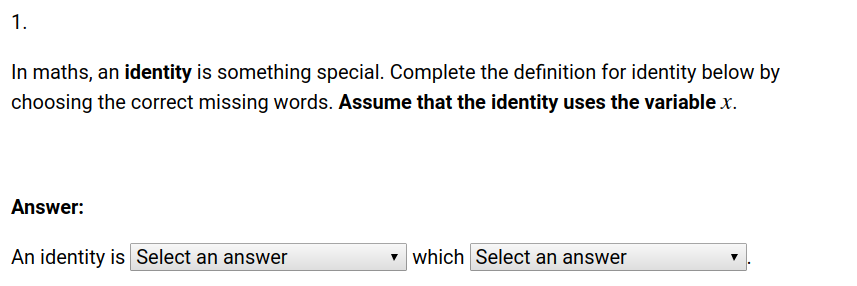 1.
In maths, an identity is something special. Complete the definition for identity below by
choosing the correct missing words. Assume that the identity uses the variable x.
Answer:
An identity is Select an answer which Select an answer.